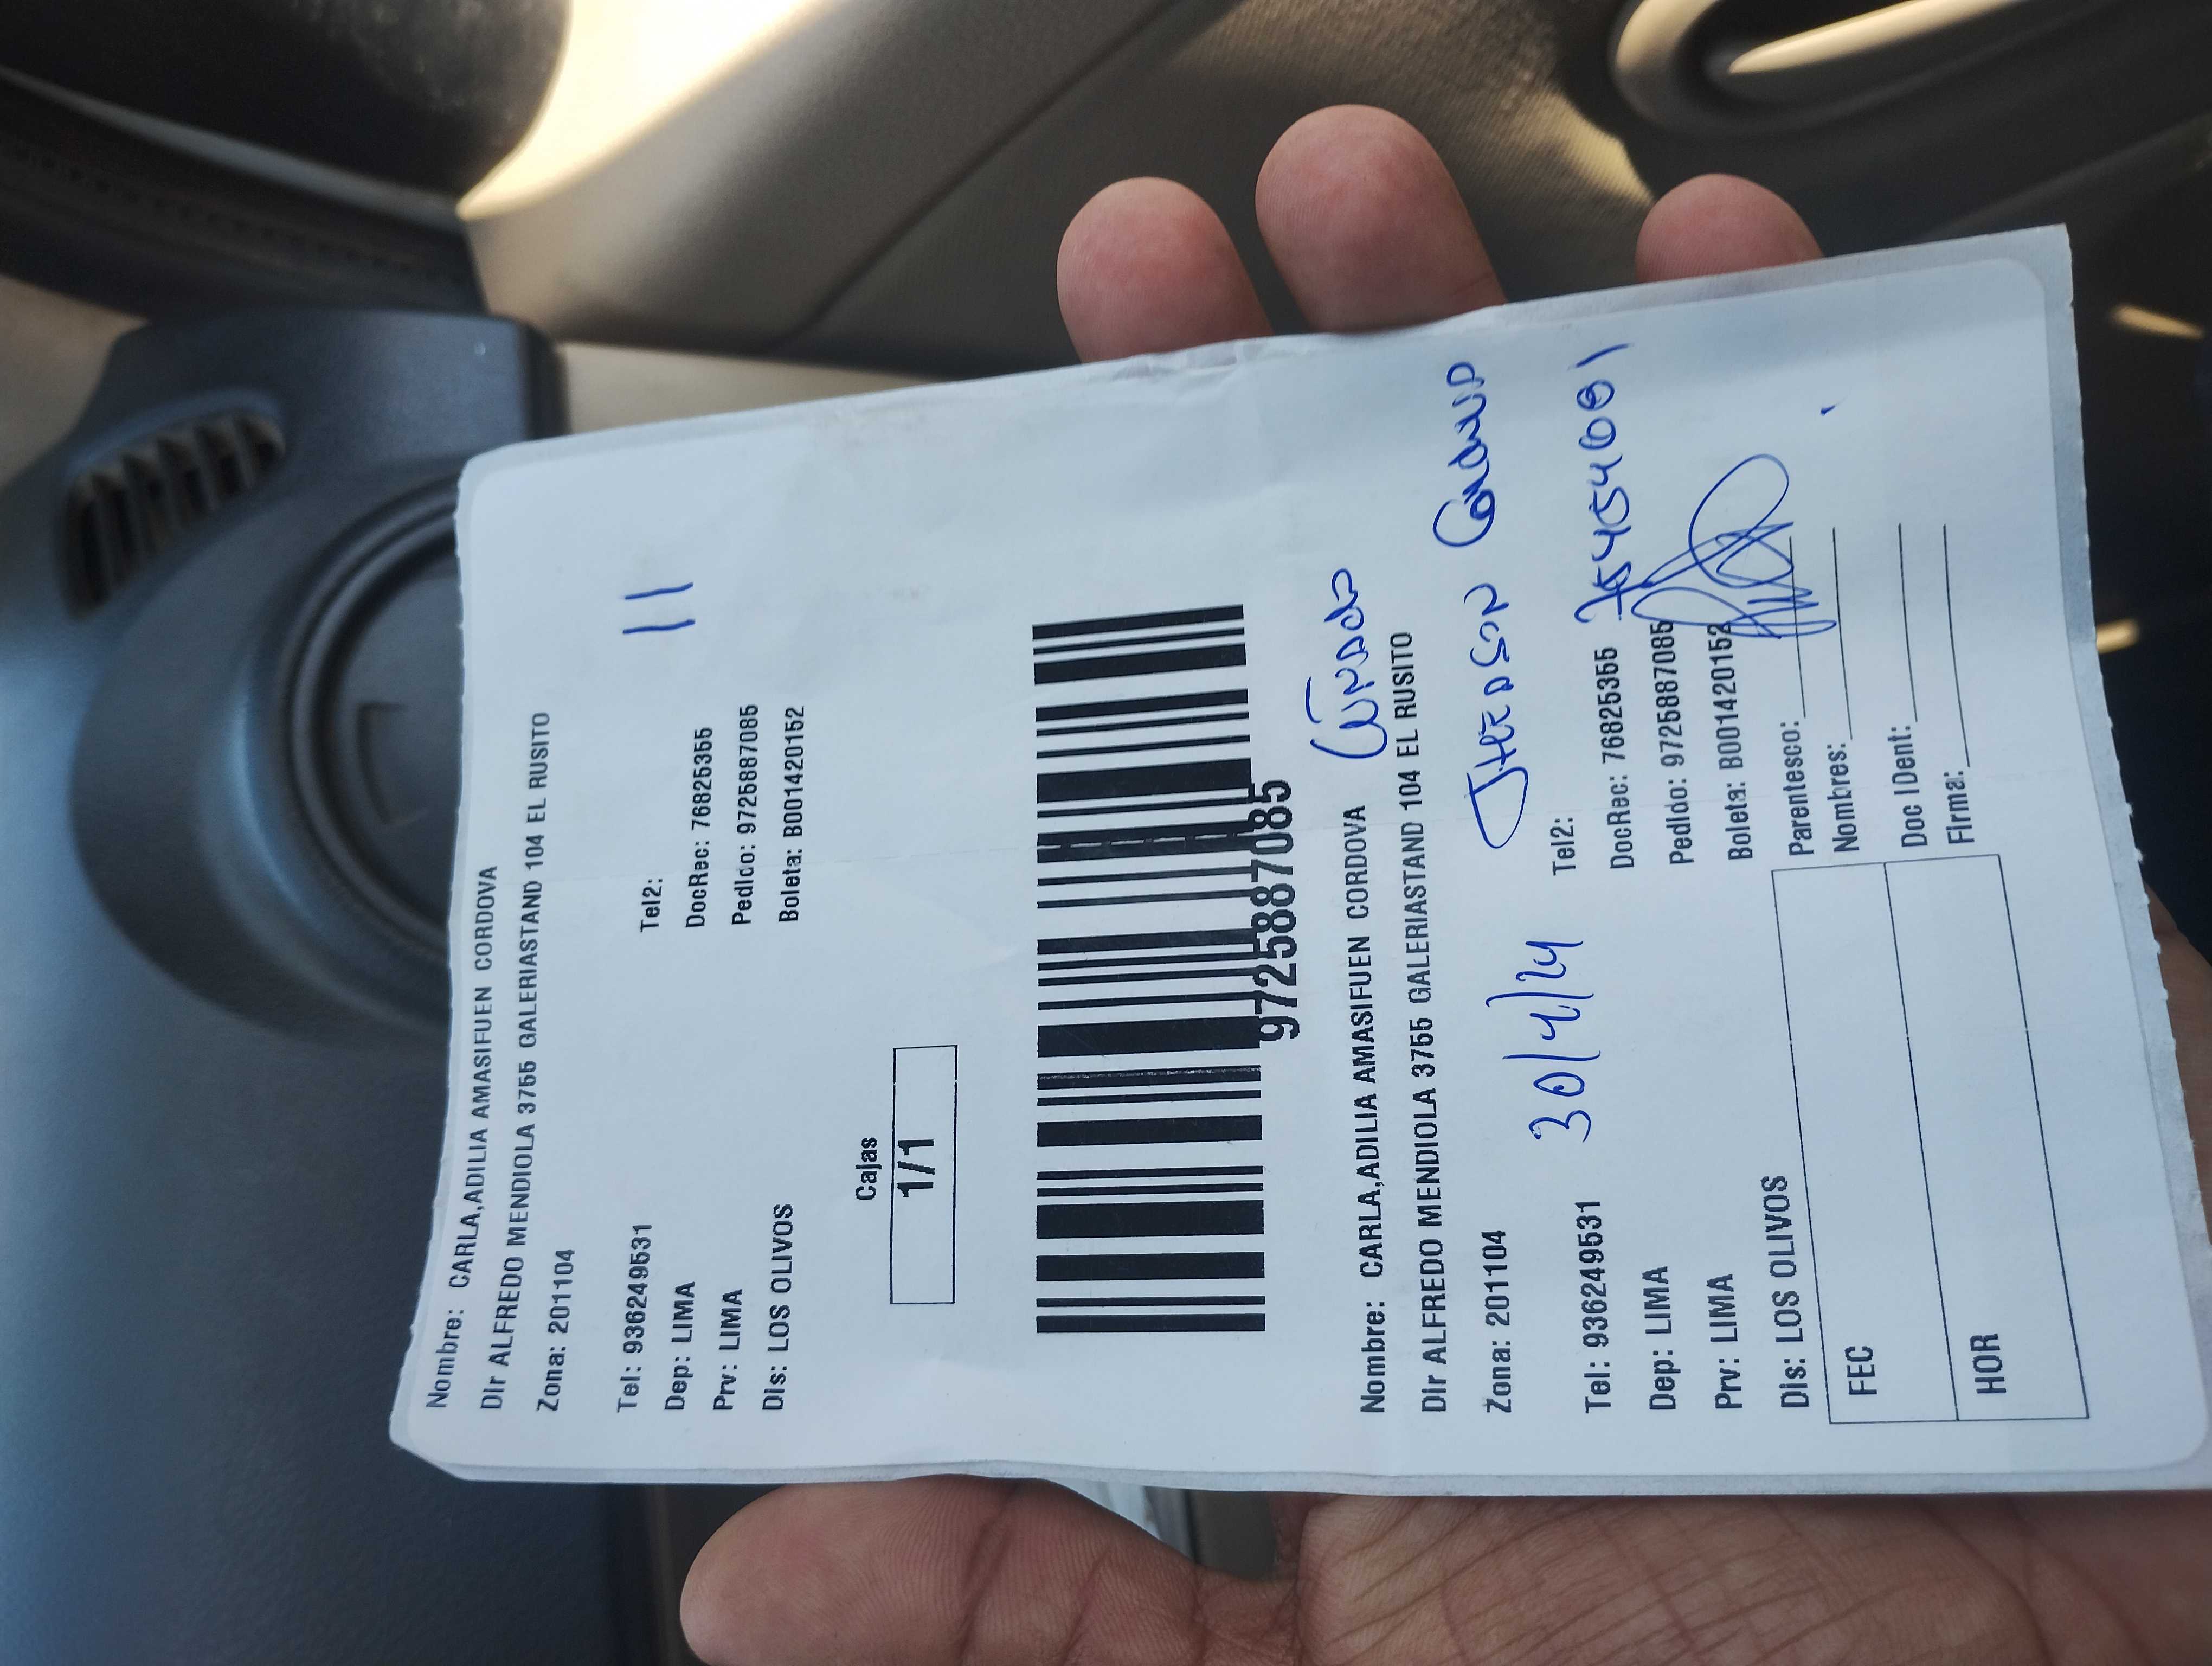 Nombre: CARLA,ADILIA AMASIFUEN CORDOVA
Dir ALFREDO MENDIOLA 3755 GALERIASTAND 104 EL RUSITO
Zona: 201104
11
Tel: 936249531 Tel2:
Dep: LIMA DocRec: 76825355
Prv: LIMA Pedido: 9725887085
Dis: LOS OLIVOS Boleta: B001420152
Cajas
1/1
9725887085
Nombre: CARLA,ADILIA AMASIFUEN CORDOVA
Dir ALFREDO MENDIOLA 3755 GALERIASTAND 104 EL RUSITO
Zona: 201104
30/4/24
Tel: 936249531 Tel2:
75454601
Dep: LIMA DocRec: 76825355
Prv: LIMA Pedido: 9725887085
Dis: LOS OLIVOS Boleta: B001420152
FEC Parentesco:
Nombres:
HOR Doc IDent:
Firma: